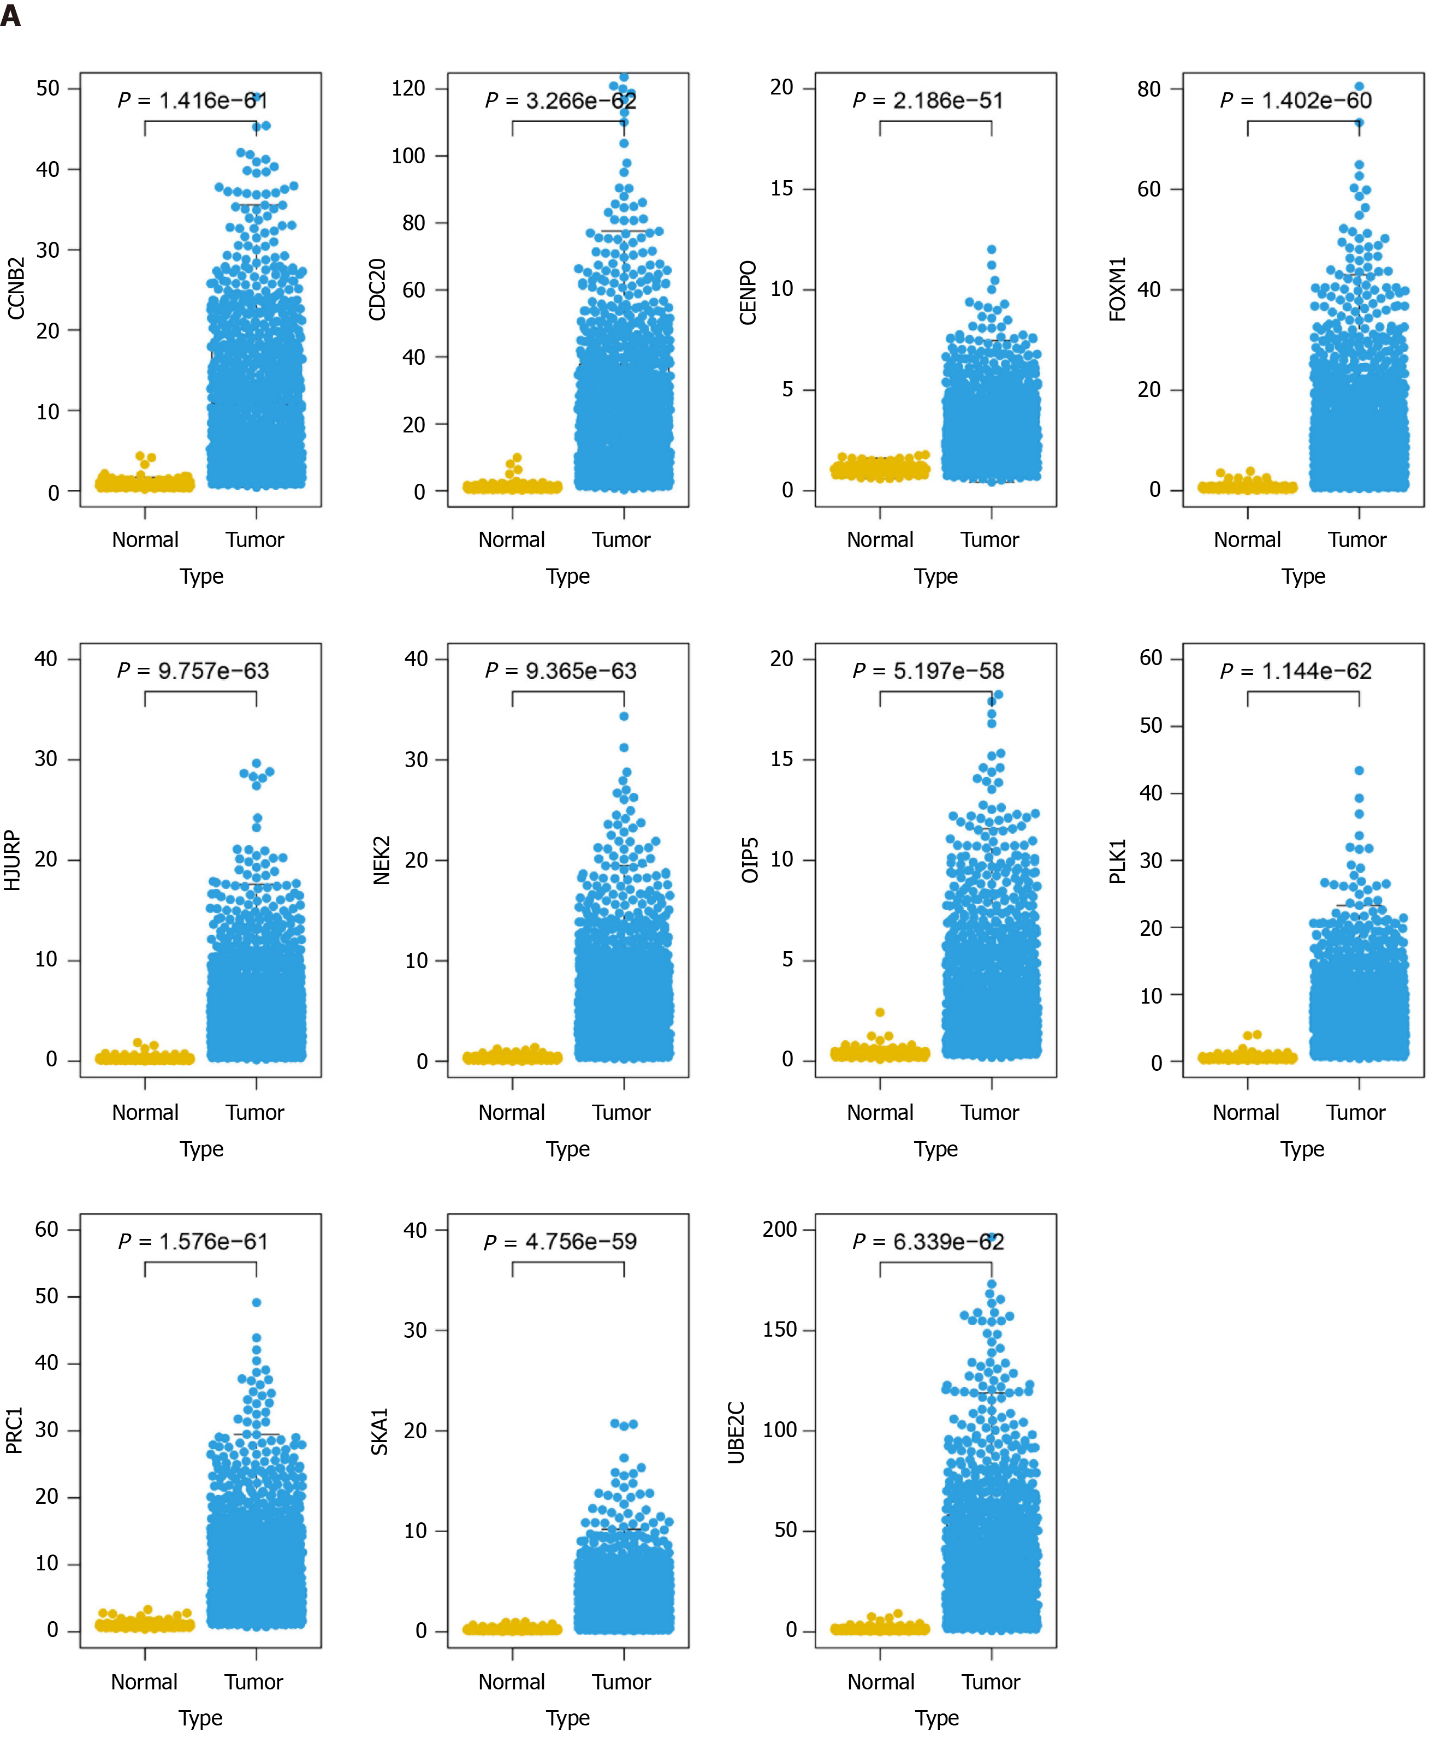 A
P = 1.416e−61
50
40
30
20
10
0
CCNB2
Normal Tumor
Type
P = 3.266e−62
120
100
80
60
40
20
0
CDC20
Normal Tumor
Type
P = 2.186e−51
20
15
10
5
0
CENPO
Normal Tumor
Type
P = 1.402e−60
80
60
40
20
0
FOXM1
Normal Tumor
Type
P = 9.757e−63
40
30
20
10
0
HJURP
Normal Tumor
Type
P = 9.365e−63
40
30
20
10
0
NEK2
Normal Tumor
Type
P = 5.197e−58
20
15
10
5
0
OIP5
Normal Tumor
Type
P = 1.144e−62
60
50
40
30
20
10
0
PLK1
Normal Tumor
Type
P = 1.576e−61
60
50
40
30
20
10
0
PRC1
Normal Tumor
Type
P = 4.756e−59
40
30
20
10
0
SKA1
Normal Tumor
Type
P = 6.339e−62
200
150
100
50
0
UBE2C
Normal Tumor
Type